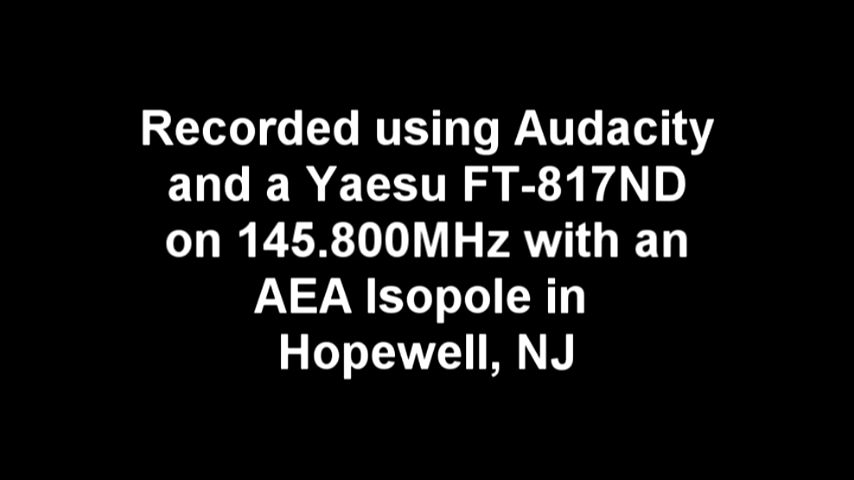 Recorded using Audacity
and a Yaesu FT-817ND
on 145.800MHz with an
AEA Isopole in
Hopewell, NJ